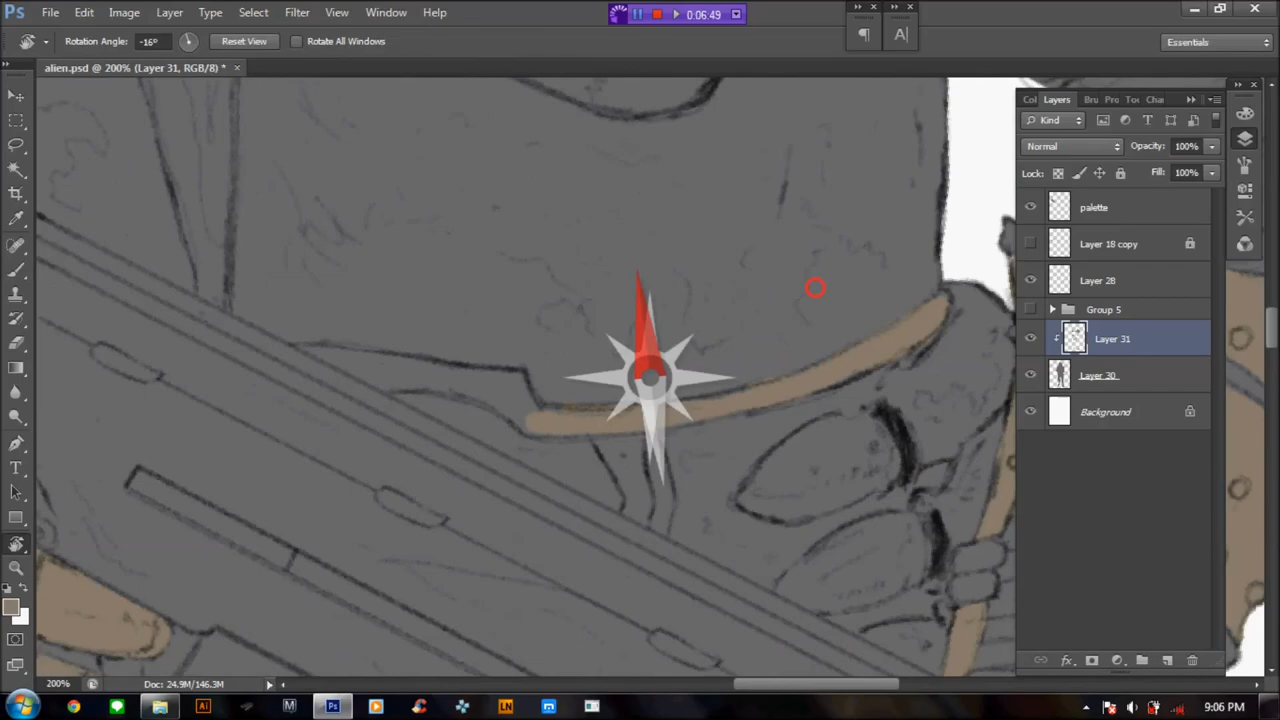 Ps File Edit Image Layer Type Select Filter View Window Help
0:06:49
Rotation Angle: -16° Reset View Rotate All Windows
Essentials
alien.psd @ 200% (Layer 31, RGB/8) * ×
Col Layers Bru Pro Too Cha
Kind
Normal Opacity: 100%
Lock: Fill: 100%
palette
Layer 18 copy
Layer 28
Group 5
Layer 31
Layer 30
Background
200% Doc: 24.9M/146.3M
Ai M Ps LN m 9:06 PM